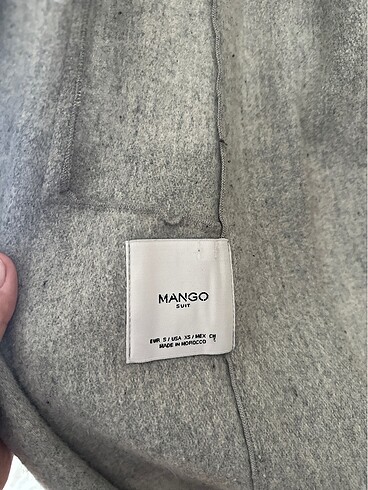 MANGO
SUIT
EUR S / USA XS / MEX CH
MADE IN MOROCCO